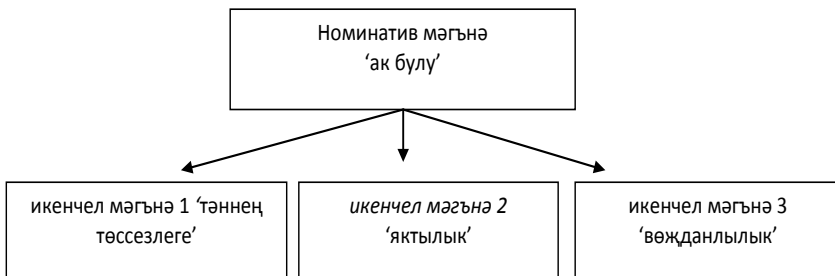 Номинатив мәгънә
‘ак булу’
икенчел мәгънә 1 ‘тәннең
төссезлеге’
икенчел мәгънә 2
‘яктылык’
икенчел мәгънә 3
‘вөҗданлылык’